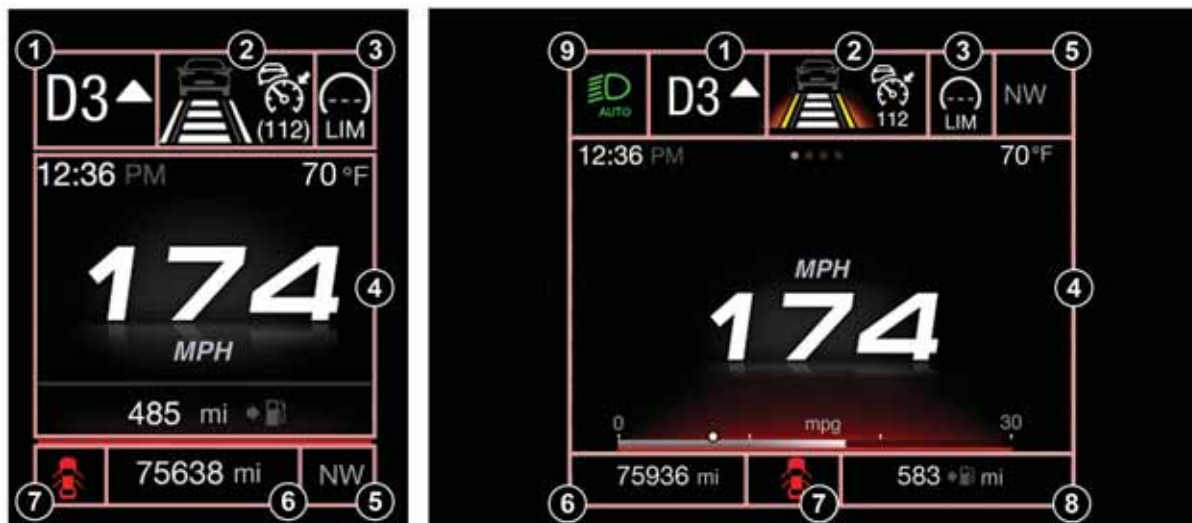 1 2 3
D3
(112)
LIM
12:36 PM 70 °F
174
4
MPH
485 mi
75638 mi NW
7 6 5
9 1 2 3 5
AUTO
D3
112
LIM
NW
12:36 PM 70 °F
MPH
174
4
0 mpg 30
75936 mi 583 mi
6 7 8